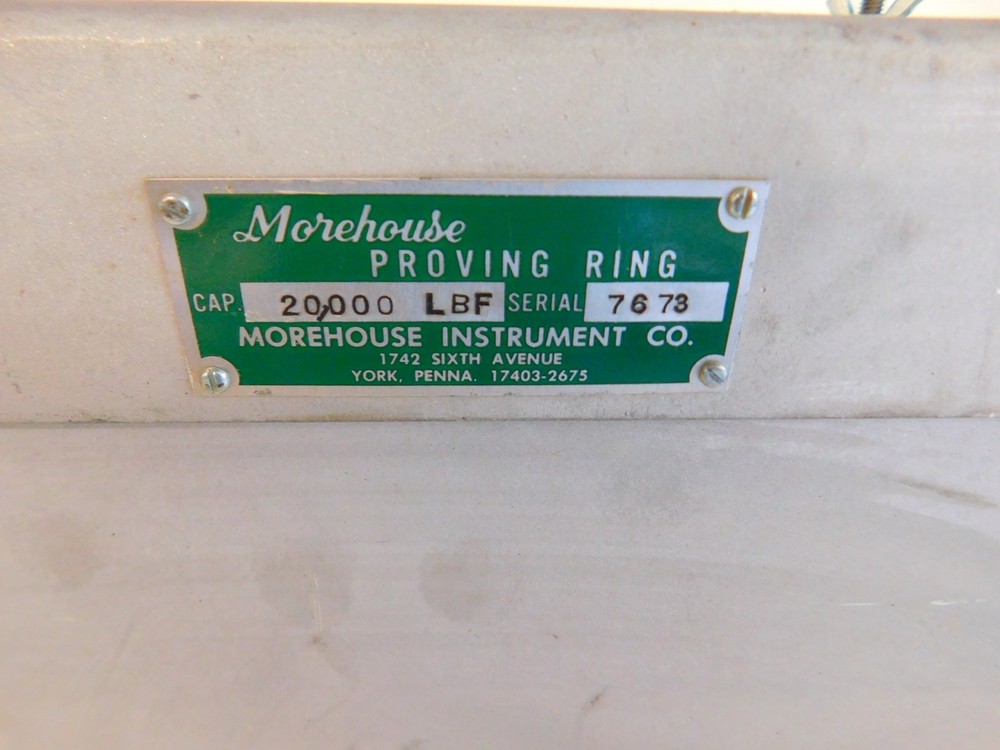 Morehouse
PROVING RING
CAP. 20,000 LBF SERIAL 7673
MOREHOUSE INSTRUMENT CO.
1742 SIXTH AVENUE
YORK, PENNA. 17403-2675